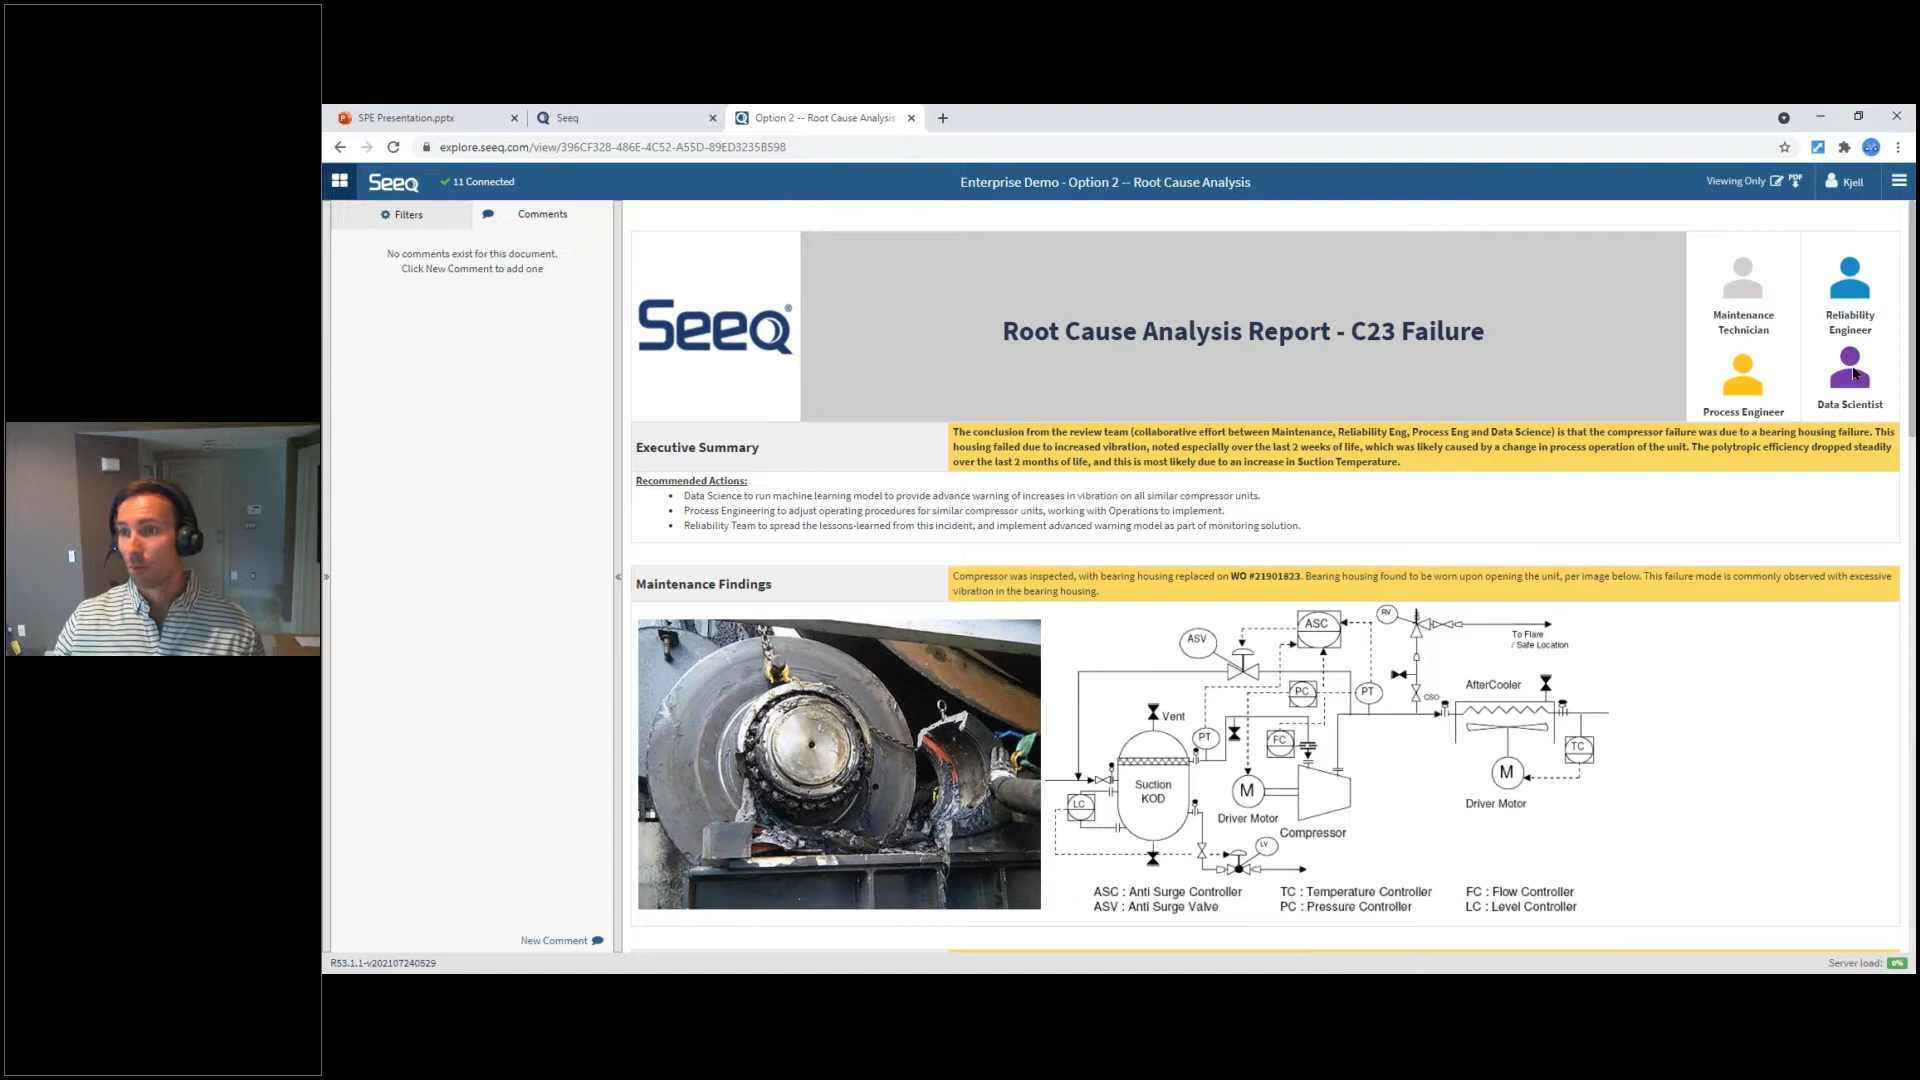 SPE Presentation.pptx
Seeq
Option 2 -- Root Cause Analysis
explore.seeq.com/view/396CF328-486E-4C52-A55D-89ED3235B598
Seeq
11 Connected
Enterprise Demo - Option 2 -- Root Cause Analysis
Viewing Only
PDF
Kjell
Filters
Comments
No comments exist for this document.
Click New Comment to add one
Seeq®
Root Cause Analysis Report - C23 Failure
Maintenance
Technician
Reliability
Engineer
Process Engineer
Data Scientist
Executive Summary
The conclusion from the review team (collaborative effort between Maintenance, Reliability Eng, Process Eng and Data Science) is that the compressor failure was due to a bearing housing failure. This
housing failed due to increased vibration, noted especially over the last 2 weeks of life, which was likely caused by a change in process operation of the unit. The polytropic efficiency dropped steadily
over the last 2 months of life, and this is most likely due to an increase in Suction Temperature.
Recommended Actions:
• Data Science to run machine learning model to provide advance warning of increases in vibration on all similar compressor units.
• Process Engineering to adjust operating procedures for similar compressor units, working with Operations to implement.
• Reliability Team to spread the lessons-learned from this incident, and implement advanced warning model as part of monitoring solution.
Maintenance Findings
Compressor was inspected, with bearing housing replaced on WO #21901823. Bearing housing found to be worn upon opening the unit, per image below. This failure mode is commonly observed with excessive
vibration in the bearing housing.
ASV
ASC
RV
To Flare
/ Safe Location
PC
PT
CSO
AfterCooler
Vent
PT
FC
TC
Suction
KOD
LC
M
Driver Motor
Compressor
M
Driver Motor
LV
ASC : Anti Surge Controller
TC : Temperature Controller
FC : Flow Controller
ASV : Anti Surge Valve
PC : Pressure Controller
LC : Level Controller
New Comment
R53.1.1-v202107240529
Server load:
0%